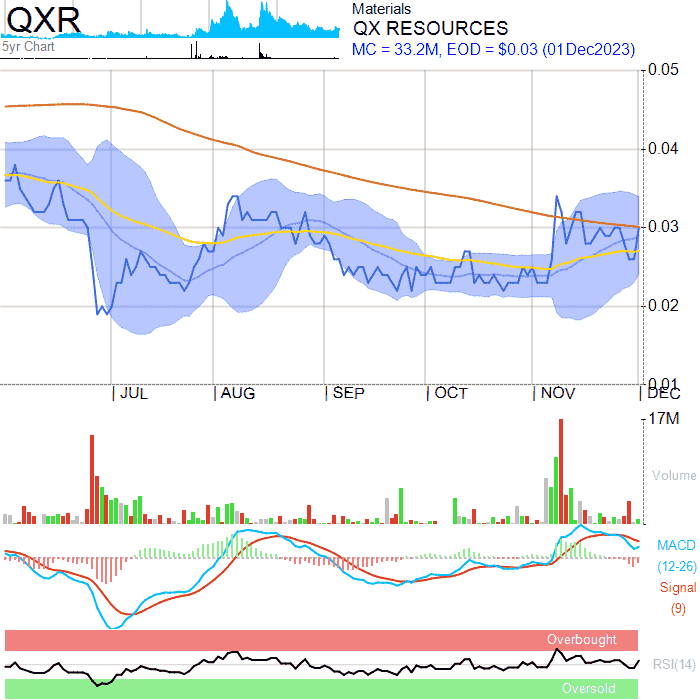 QXR
5yr Chart
Materials
QX RESOURCES
MC = 33.2M, EOD = $0.03 (01Dec2023)
0.05
0.04
0.03
0.02
0.01
JUL AUG SEP OCT NOV DEC
17M
Volume
MACD
(12-26)
Signal
(9)
Overbought
RSI(14)
Oversold